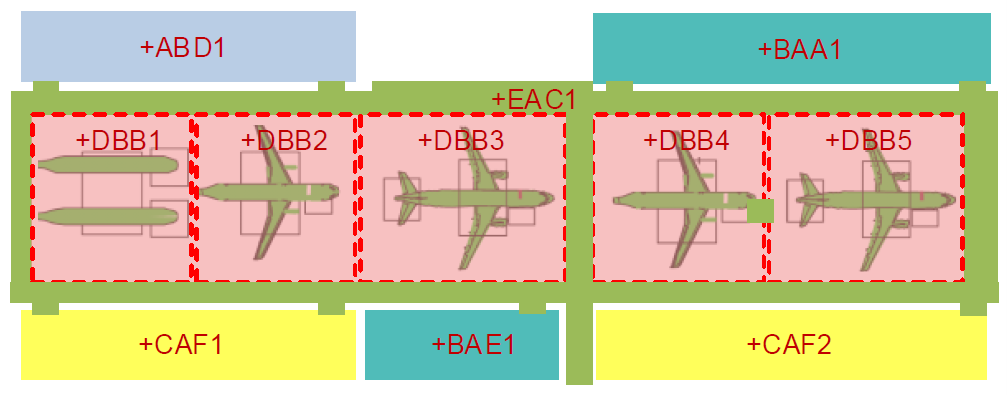 +ABD1
+BAA1
+EAC1
+DBB1
+DBB2
+DBB3
+DBB4
+DBB5
+CAF1
+BAE1
+CAF2